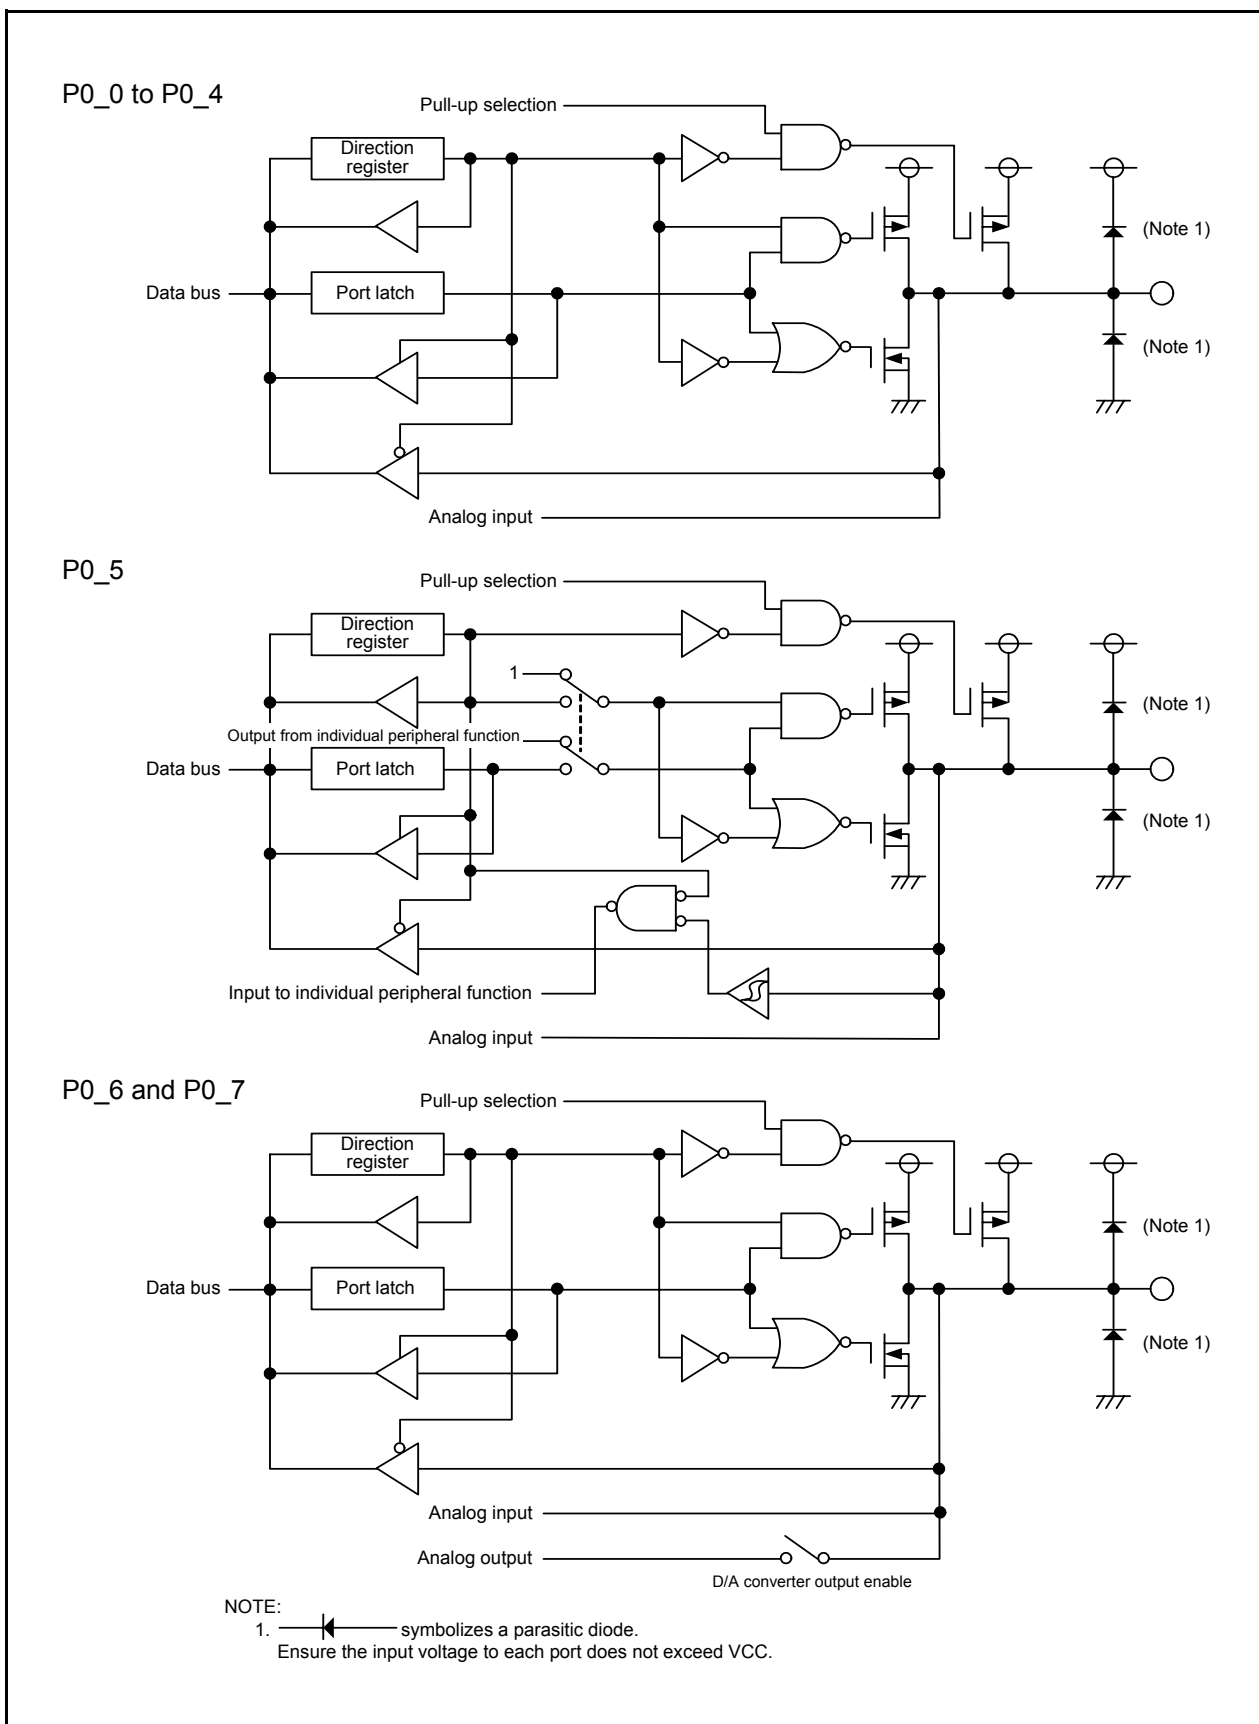 P0_0 to P0_4
Pull-up selection
Direction
register
(Note 1)
Data bus
Port latch
(Note 1)
Analog input
P0_5
Pull-up selection
Direction
register
1
(Note 1)
Output from individual peripheral function
Data bus
Port latch
(Note 1)
Input to individual peripheral function
Analog input
P0_6 and P0_7
Pull-up selection
Direction
register
(Note 1)
Data bus
Port latch
(Note 1)
Analog input
Analog output
D/A converter output enable
NOTE:
1. symbolizes a parasitic diode.
Ensure the input voltage to each port does not exceed VCC.